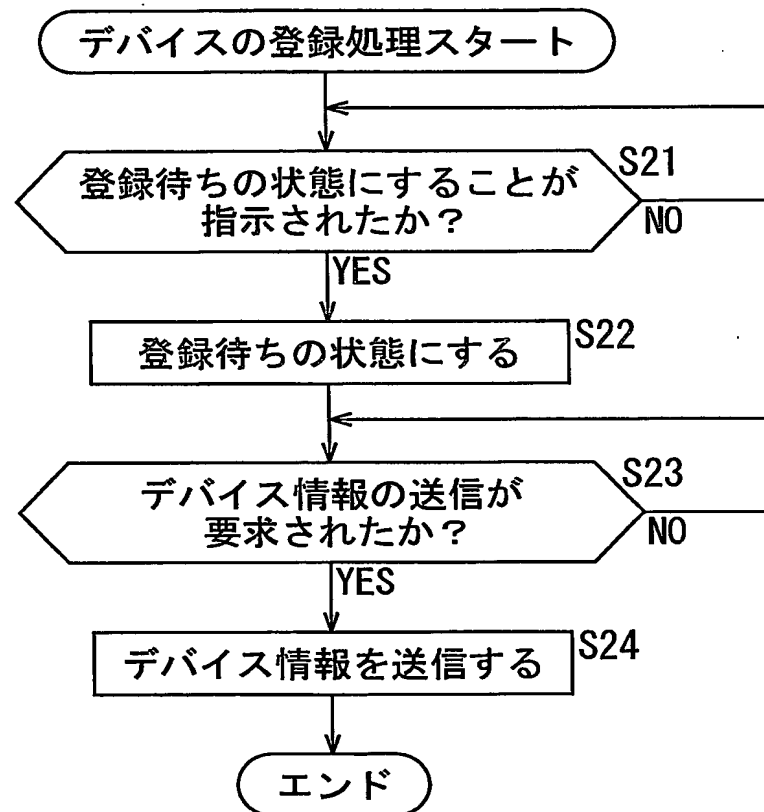 デバイスの登録処理スタート
登録待ちの状態にすることが
指示されたか？
S21
NO
YES
登録待ちの状態にする
S22
デバイス情報の送信が
要求されたか？
S23
NO
YES
デバイス情報を送信する
S24
エンド